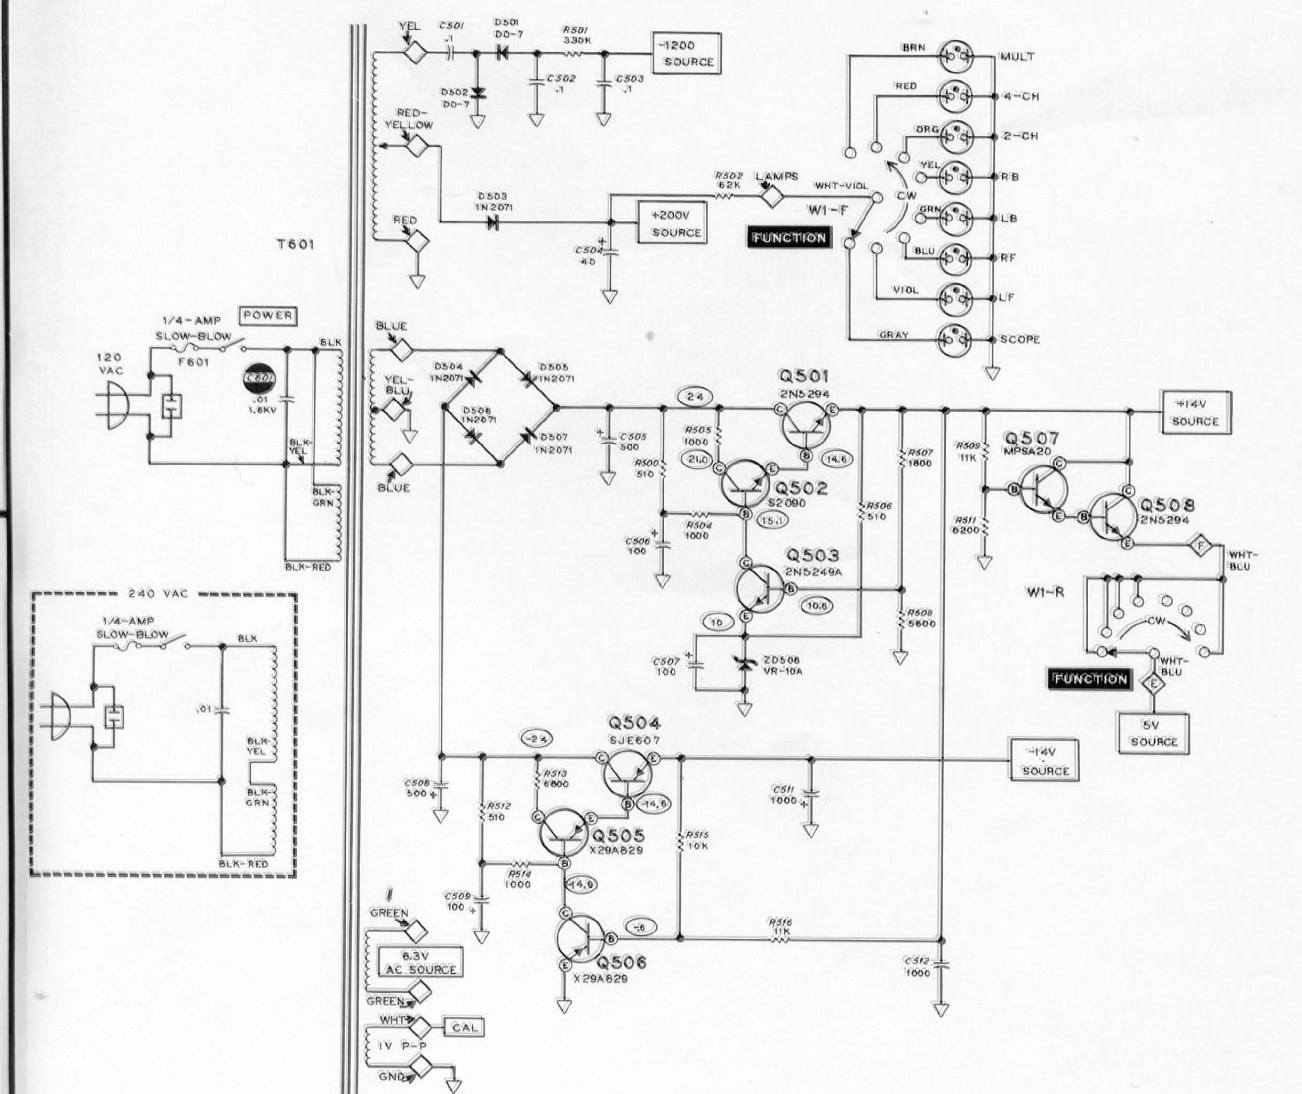 YEL
C501
.1
D501
DO-7
R501
330K
-1200
SOURCE
D502
DO-7
C502
.1
C503
.1
RED-
YELLOW
RED
D503
1N2071
+200V
SOURCE
C504
40
R502
62K
LAMPS
WHT-VIOL
W1-F
FUNCTION
CW
BRN
MULT
RED
4-CH
ORG
2-CH
YEL
RB
GRN
LB
BLU
RF
VIOL
LF
GRAY
SCOPE
T601
1/4-AMP
SLOW-BLOW
F601
POWER
120
VAC
C601
.01
1.6KV
BLK
BLK-
YEL
BLK-
GRN
BLK-RED
BLUE
YEL-
BLU
BLUE
D504
1N2071
D505
1N2071
D506
1N2071
D507
1N2071
C505
500
R500
510
24
R505
1000
21.0
Q501
2N5294
14.6
Q502
S2090
R504
1000
15.1
C506
100
Q503
2N5249A
10.6
10
R506
510
R507
1800
R508
5600
C507
100
ZD508
VR-10A
R509
11K
R511
8200
Q507
MPSA20
Q508
2N5294
+14V
SOURCE
F
WHT-
BLU
W1-R
CW
FUNCTION
WHT-
BLU
E
5V
SOURCE
240 VAC
1/4-AMP
SLOW-BLOW
BLK
.01
BLK-
YEL
BLK-
GRN
BLK-RED
C508
500
-24
R512
510
R513
6800
Q504
SJE607
-14.6
Q505
X29A829
R514
1000
C509
100
-14.9
Q506
X29A829
-.6
R515
10K
C511
1000
-14V
SOURCE
R516
11K
C512
1000
GREEN
6.3V
AC SOURCE
GREEN
WHT
CAL
1V P-P
GND
C
E
B
C
E
B
C
B
E
C
B
E
C
B
E
C
E
B
C
E
B
C
B
E